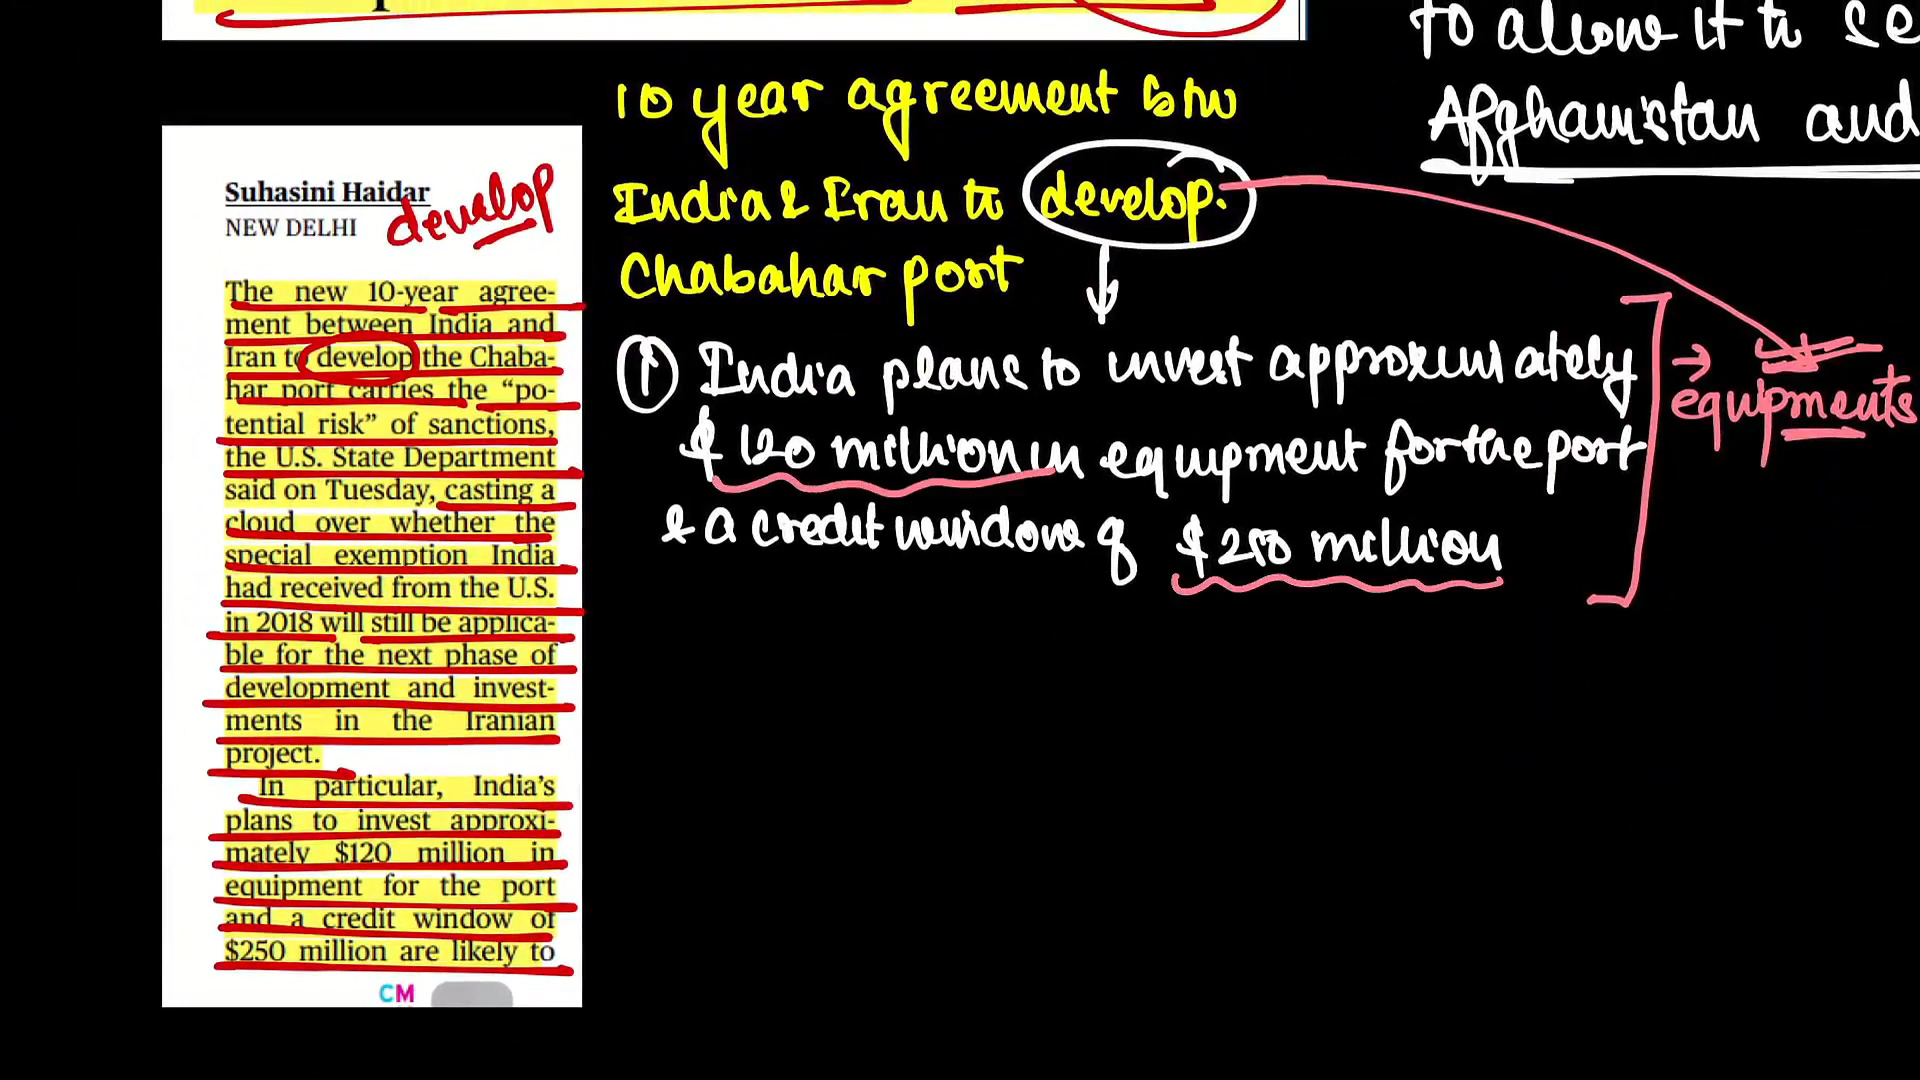 to allow it to se
Afghanistan and
10 year agreement b/w
India & Iran to develop.
Chabahar port
① India plans to invest approximately
$120 million in equipment for the port
& a credit window of $250 million
→ equipments
Suhasini Haidar
NEW DELHI
develop
The new 10-year agree-
ment between India and
Iran to develop the Chaba-
har port carries the “po-
tential risk” of sanctions,
the U.S. State Department
said on Tuesday, casting a
cloud over whether the
special exemption India
had received from the U.S.
in 2018 will still be applica-
ble for the next phase of
development and invest-
ments in the Iranian
project.
In particular, India’s
plans to invest approxi-
mately $120 million in
equipment for the port
and a credit window of
$250 million are likely to
CM